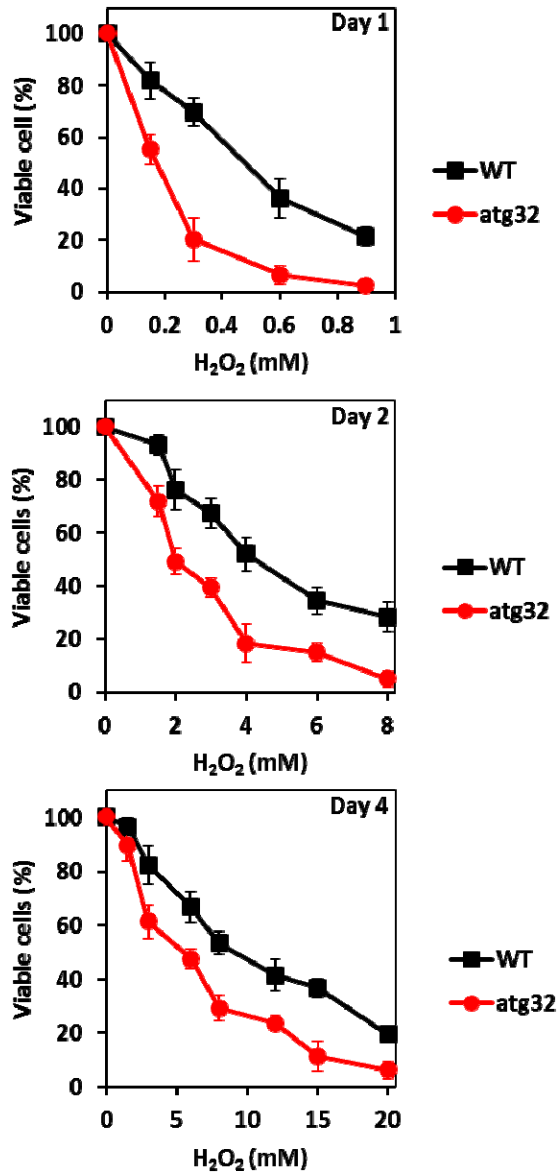 Day 1
Viable cell (%)
100
80
60
40
20
0
0 0.2 0.4 0.6 0.8 1
H₂O₂ (mM)
WT
atg32
Day 2
Viable cells (%)
100
80
60
40
20
0
0 2 4 6 8
H₂O₂ (mM)
WT
atg32
Day 4
Viable cells (%)
100
80
60
40
20
0
0 5 10 15 20
H₂O₂ (mM)
WT
atg32